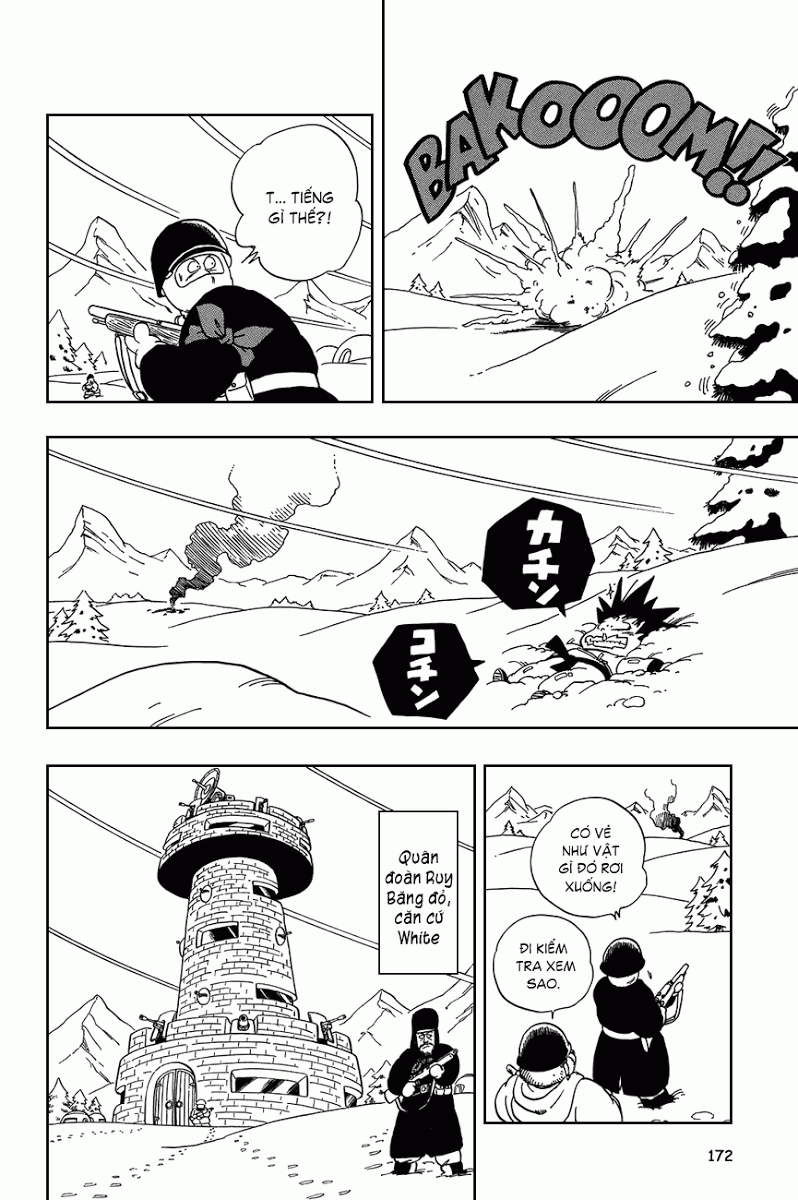 BAKOOOM!!
T... TIẾNG
GÌ THẾ?!
カチン
コチン
CÓ VẺ
NHƯ VẬT
GÌ ĐÓ RƠI
XUỐNG!
ĐI KIỂM
TRA XEM
SAO.
Quân
đoàn Ruy
Băng đỏ,
căn cứ
White
172